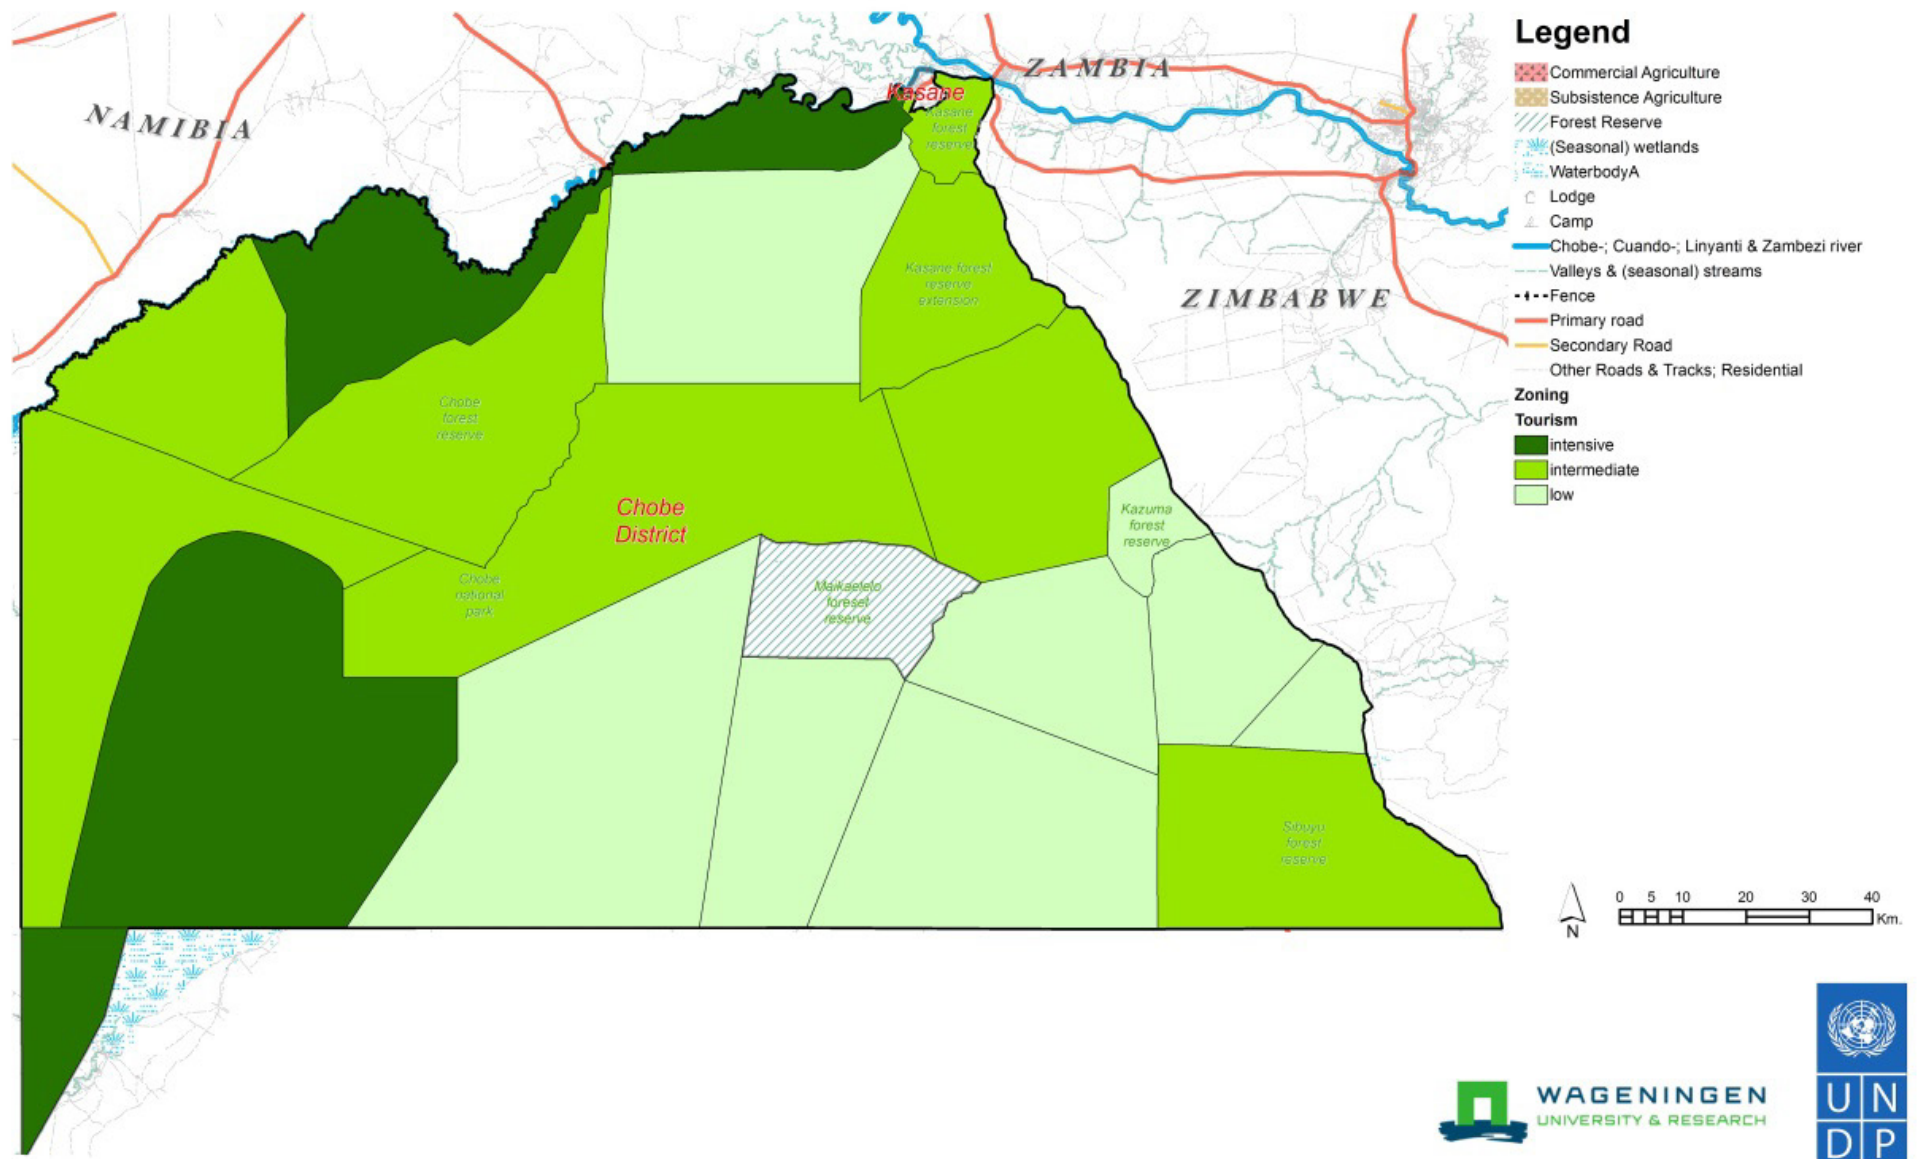 NAMIBIA
ZAMBIA
ZIMBABWE
Kasane
Kasane
forest
reserve
Kasane forest
reserve
extension
Chobe
forest
reserve
Chobe
District
Kazuma
forest
reserve
Chobe
national
park
Maikaelelo
foresel
reserve
Sibuyu
forest
reserve
Legend
Commercial Agriculture
Subsistence Agriculture
Forest Reserve
(Seasonal) wetlands
WaterbodyA
Lodge
Camp
Chobe-; Cuando-; Linyanti & Zambezi river
Valleys & (seasonal) streams
Fence
Primary road
Secondary Road
Other Roads & Tracks; Residential
Zoning
Tourism
intensive
intermediate
low
N
0 5 10 20 30 40
Km.
WAGENINGEN
UNIVERSITY & RESEARCH
U N
D P